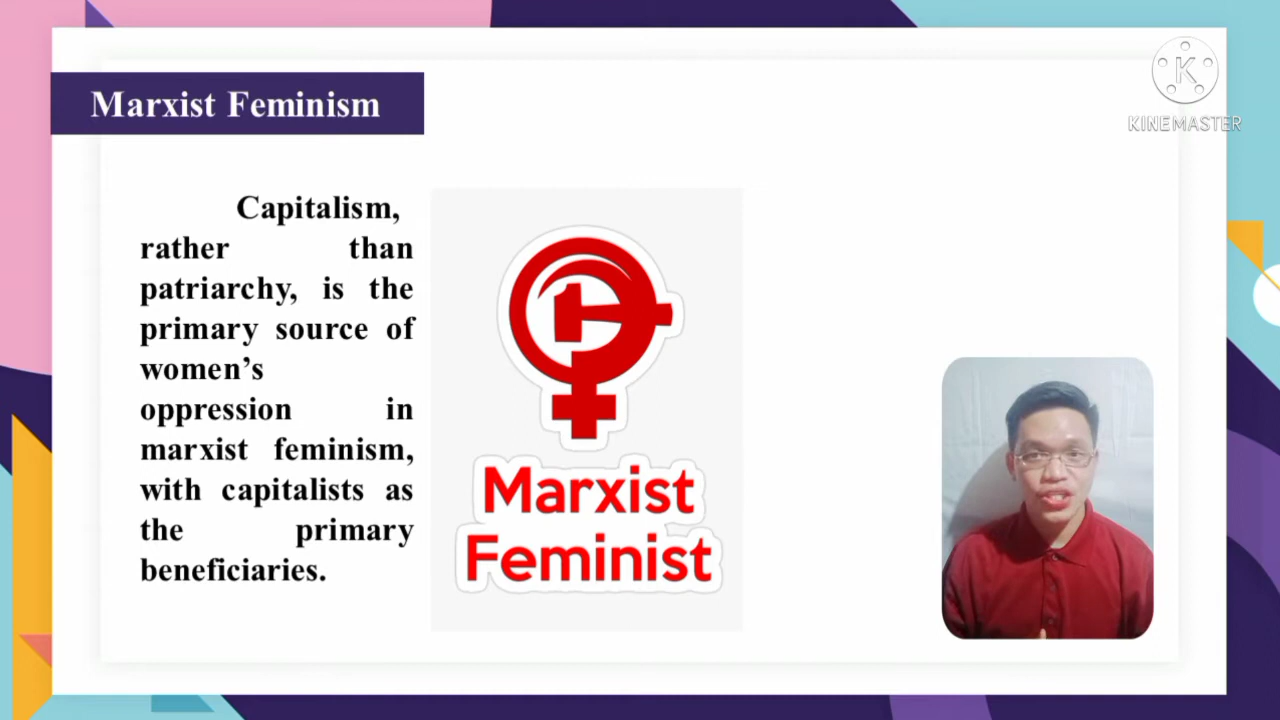 Marxist Feminism
K
KINEMASTER
Capitalism,
rather than
patriarchy, is the
primary source of
women’s
oppression in
marxist feminism,
with capitalists as
the primary
beneficiaries.
Marxist
Feminist